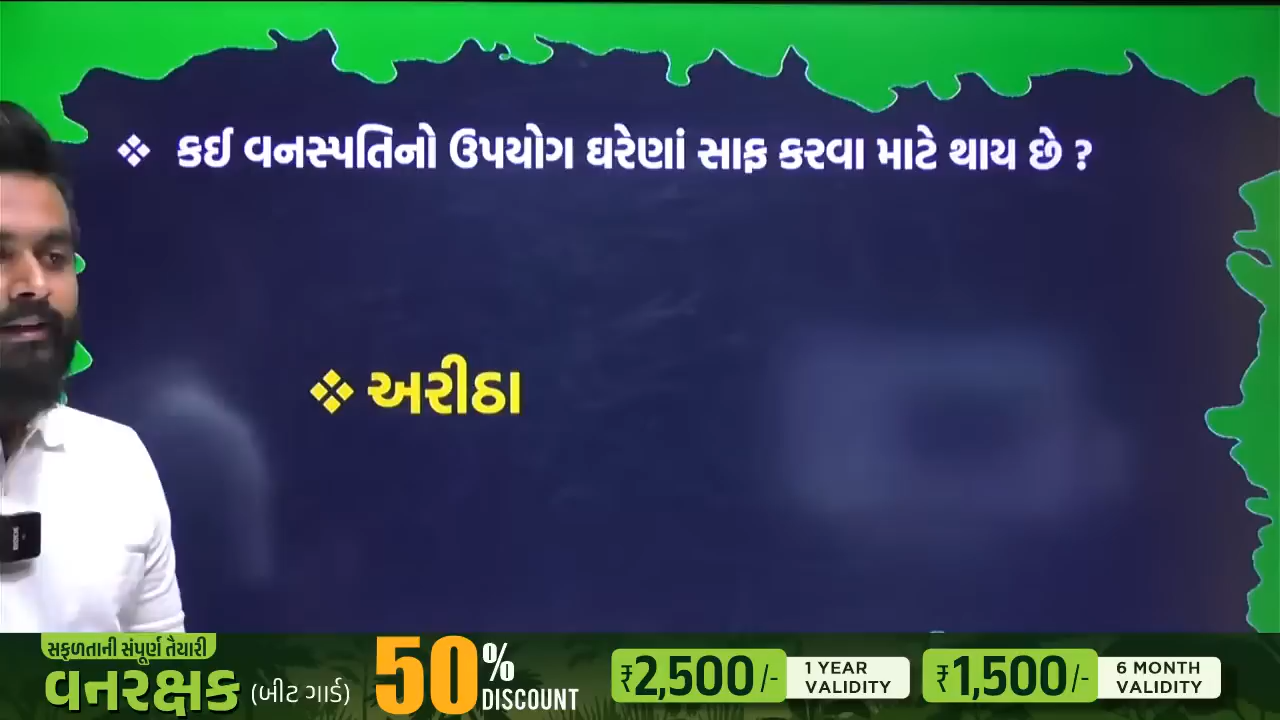 ❖ કઈ વનસ્પતિનો ઉપયોગ ઘરેણાં સાફ કરવા માટે થાય છે ?
❖ અરીઠા
સફળતાની સંપૂર્ણ તૈયારી
વનરક્ષક (બીટ ગાર્ડ)
50% DISCOUNT
₹2,500/- 1 YEAR VALIDITY
₹1,500/- 6 MONTH VALIDITY